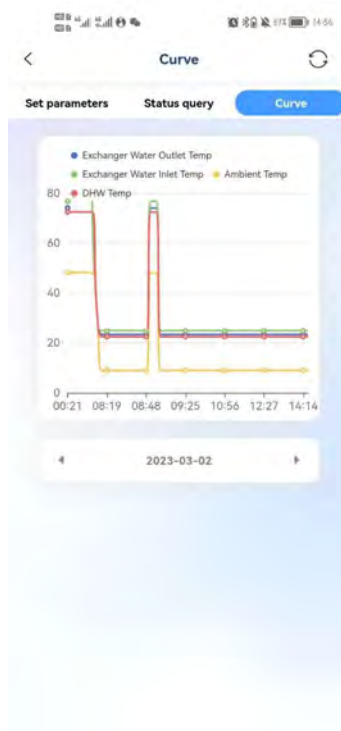 14:56
Curve
Set parameters Status query Curve
Exchanger Water Outlet Temp
Exchanger Water Inlet Temp Ambient Temp
DHW Temp
80
60
40
20
0
00:21 08:19 08:48 09:25 10:56 12:27 14:14
2023-03-02